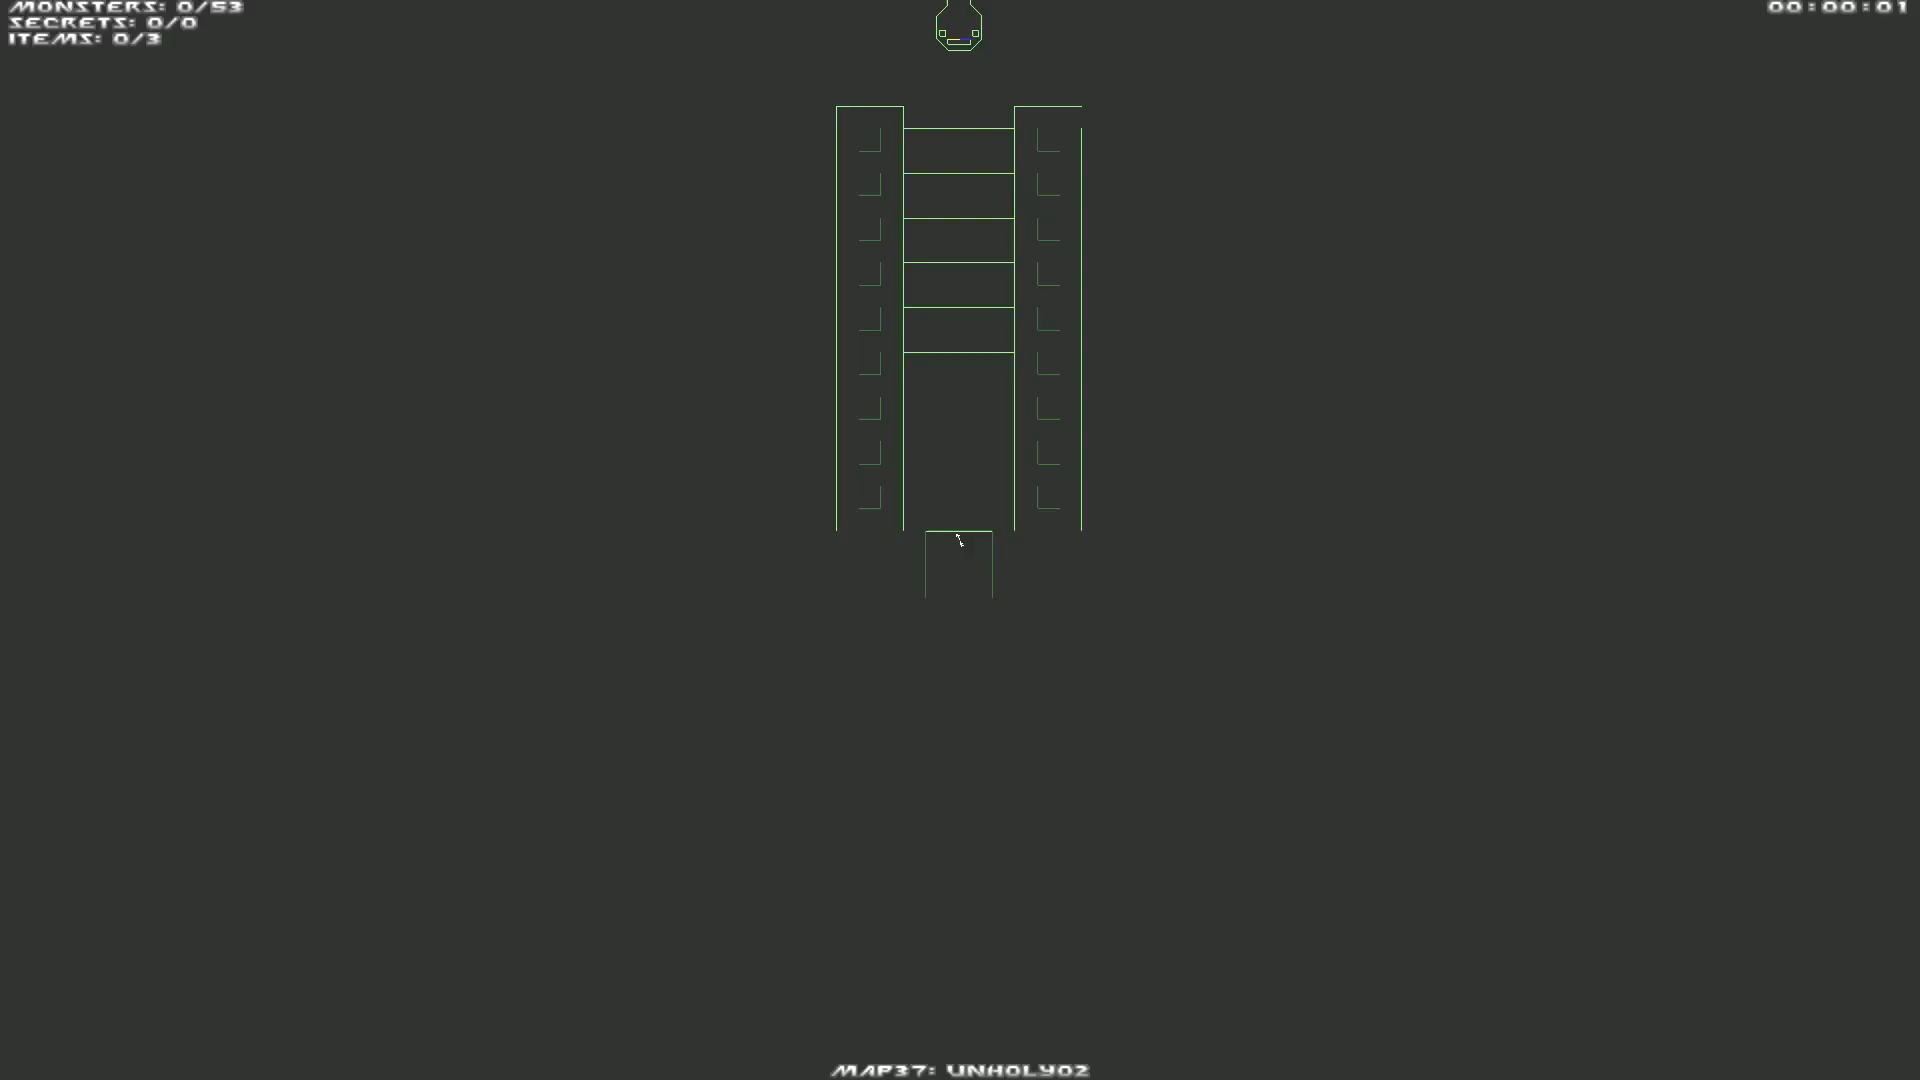 MONSTERS: 0/53
SECRETS: 0/0
ITEMS: 0/3
00:00:01
MAP37: UNHOLY02